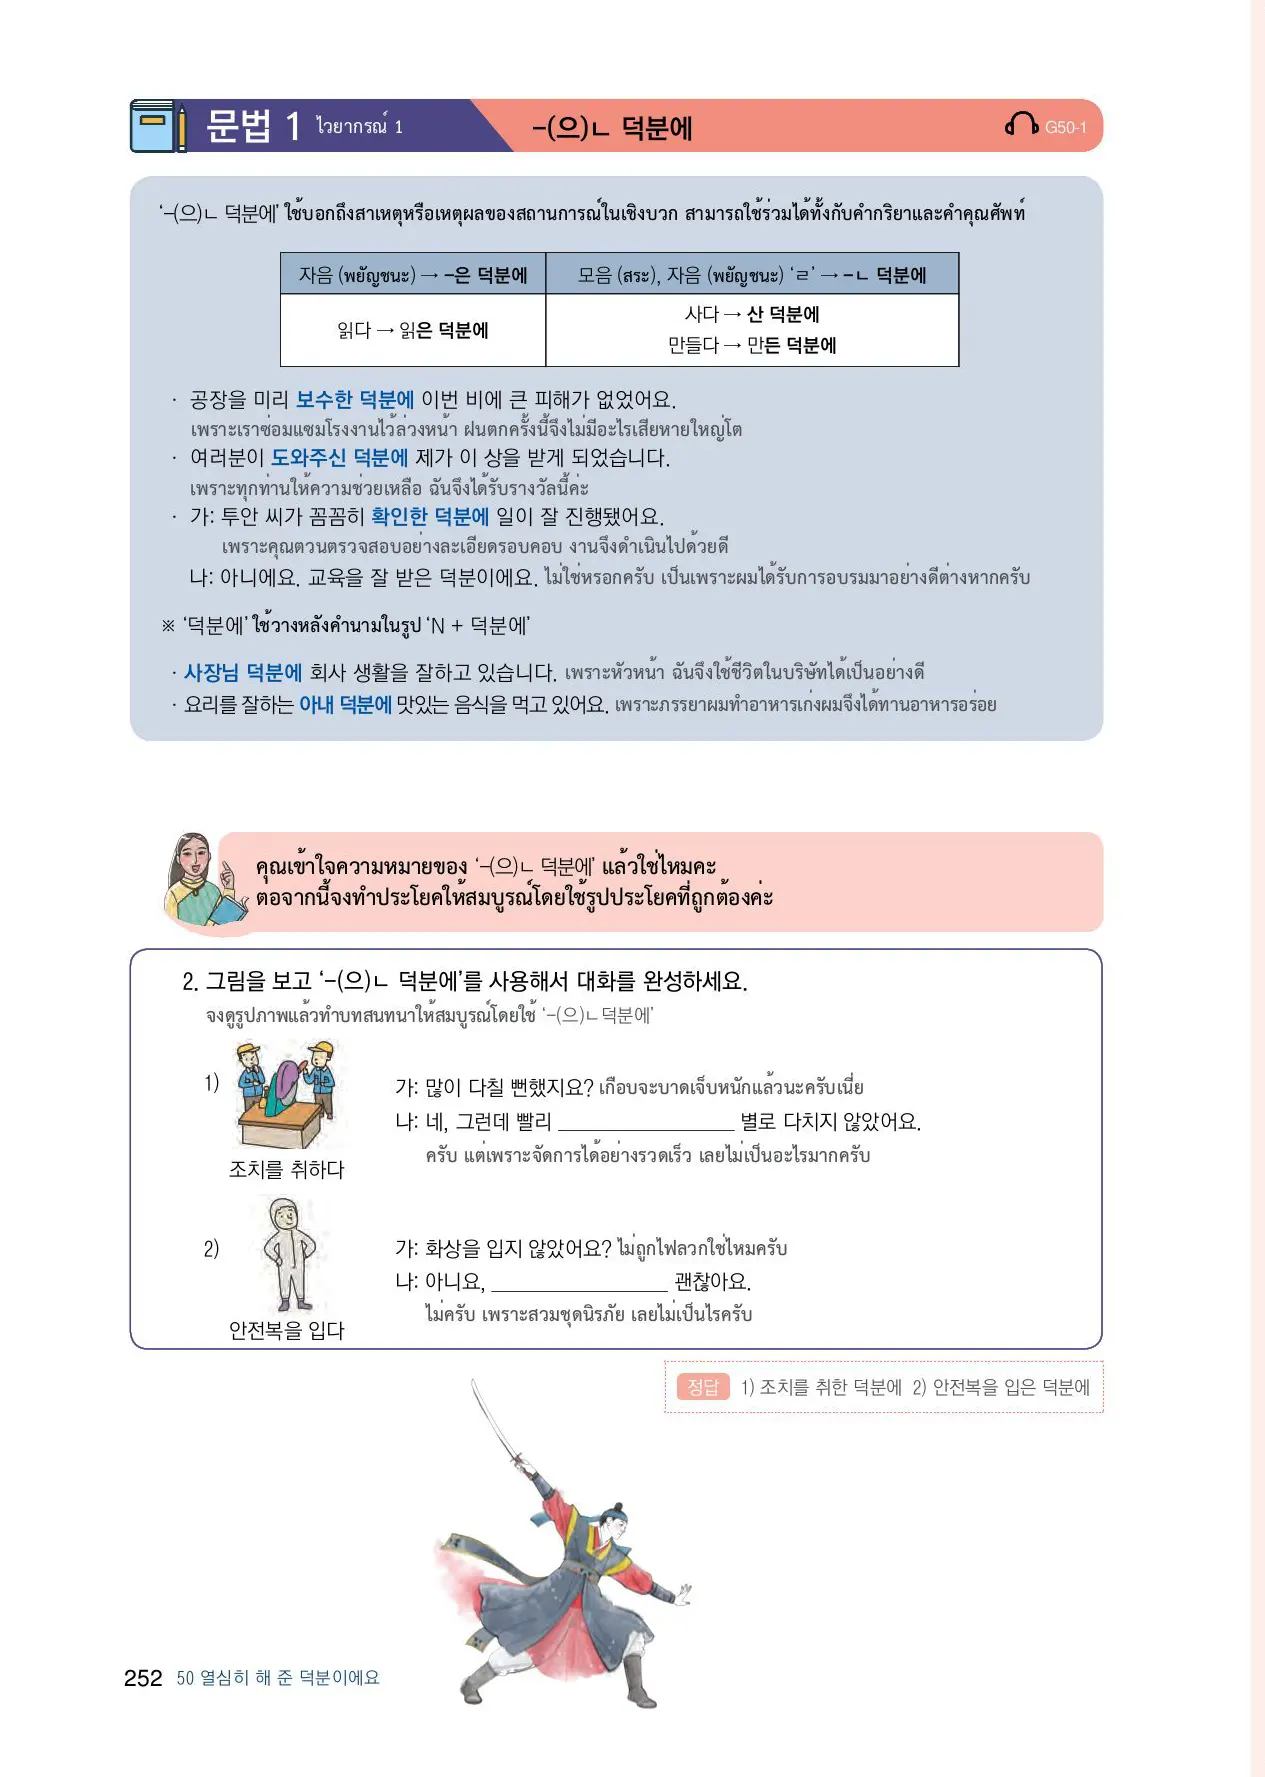 문법 1 ไวยากรณ์ 1
-(으)ㄴ 덕분에
G50-1
‘-(으)ㄴ 덕분에’ ใช้บอกถึงสาเหตุหรือเหตุผลของสถานการณ์ในเชิงบวก สามารถใช้ร่วมได้ทั้งกับคำกริยาและคำคุณศัพท์
자음 (พยัญชนะ) → -은 덕분에
모음 (สระ), 자음 (พยัญชนะ) ‘ㄹ’ → -ㄴ 덕분에
읽다 → 읽은 덕분에
사다 → 산 덕분에
만들다 → 만든 덕분에
· 공장을 미리 보수한 덕분에 이번 비에 큰 피해가 없었어요.
เพราะเราซ่อมแซมโรงงานไว้ล่วงหน้า ฝนตกครั้งนี้จึงไม่มีอะไรเสียหายใหญ่โต
· 여러분이 도와주신 덕분에 제가 이 상을 받게 되었습니다.
เพราะทุกท่านให้ความช่วยเหลือ ฉันจึงได้รับรางวัลนี้ค่ะ
· 가: 투안 씨가 꼼꼼히 확인한 덕분에 일이 잘 진행됐어요.
เพราะคุณตวนตรวจสอบอย่างละเอียดรอบคอบ งานจึงดำเนินไปด้วยดี
나: 아니에요. 교육을 잘 받은 덕분이에요. ไม่ใช่หรอกครับ เป็นเพราะผมได้รับการอบรมมาอย่างดีต่างหากครับ
※ ‘덕분에’ ใช้วางหลังคำนามในรูป ‘N + 덕분에’
· 사장님 덕분에 회사 생활을 잘하고 있습니다. เพราะหัวหน้า ฉันจึงใช้ชีวิตในบริษัทได้เป็นอย่างดี
· 요리를 잘하는 아내 덕분에 맛있는 음식을 먹고 있어요. เพราะภรรยาผมทำอาหารเก่งผมจึงได้ทานอาหารอร่อย
คุณเข้าใจความหมายของ ‘-(으)ㄴ 덕분에’ แล้วใช่ไหมคะ
ต่อจากนี้จงทำประโยคให้สมบูรณ์โดยใช้รูปประโยคที่ถูกต้องค่ะ
2. 그림을 보고 ‘-(으)ㄴ 덕분에’를 사용해서 대화를 완성하세요.
จงดูรูปภาพแล้วทำบทสนทนาให้สมบูรณ์โดยใช้ ‘-(으)ㄴ덕분에’
1)
조치를 취하다
가: 많이 다칠 뻔했지요? เกือบจะบาดเจ็บหนักแล้วนะครับเนี่ย
나: 네, 그런데 빨리 ________________ 별로 다치지 않았어요.
ครับ แต่เพราะจัดการได้อย่างรวดเร็ว เลยไม่เป็นอะไรมากครับ
2)
안전복을 입다
가: 화상을 입지 않았어요? ไม่ถูกไฟลวกใช่ไหมครับ
나: 아니요, ________________ 괜찮아요.
ไม่ครับ เพราะสวมชุดนิรภัย เลยไม่เป็นไรครับ
정답 1) 조치를 취한 덕분에 2) 안전복을 입은 덕분에
252 50 열심히 해 준 덕분이에요